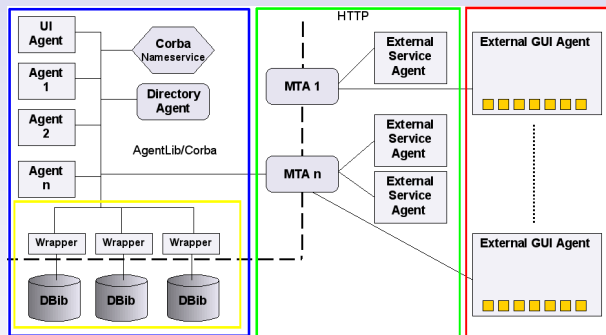 HTTP
UI
Agent
Corba
Nameservice
Agent
1
Directory
Agent
Agent
2
AgentLib/Corba
Agent
n
Wrapper
Wrapper
Wrapper
DBib
DBib
DBib
MTA 1
MTA n
External
Service
Agent
External
Service
Agent
External
Service
Agent
External GUI Agent
External GUI Agent